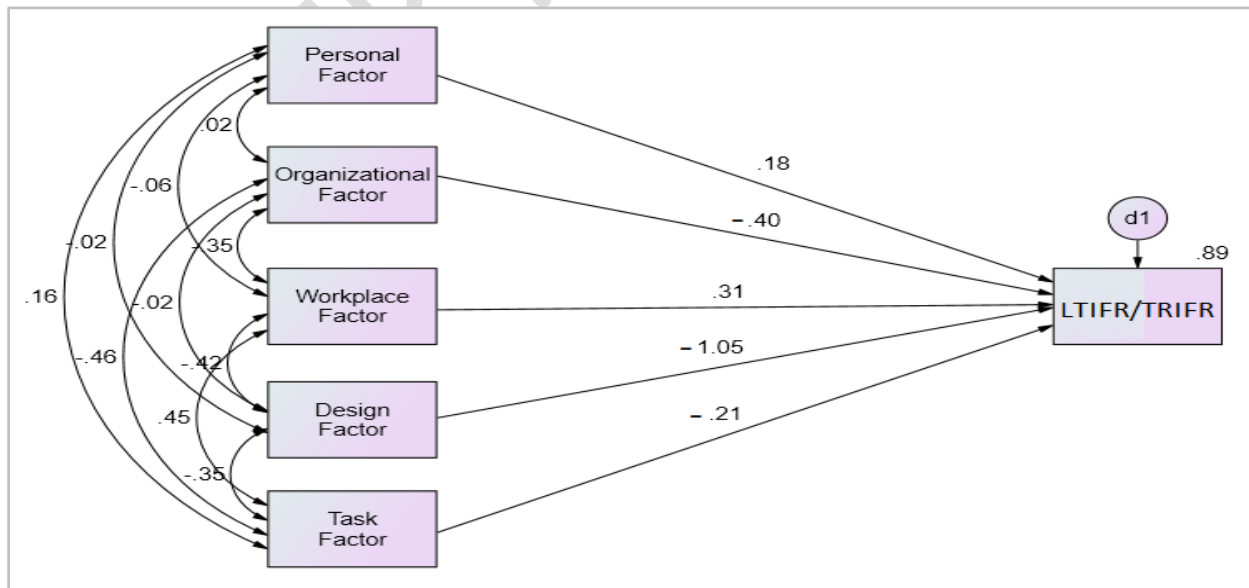 Personal
Factor
.02
.18
Organizational
Factor
-.06
-.40
d1
-.02
-.35
.89
.16
-.02
Workplace
Factor
.31
LTIFR/TRIFR
-.46
-1.05
-.42
.45
Design
Factor
-.21
-.35
Task
Factor